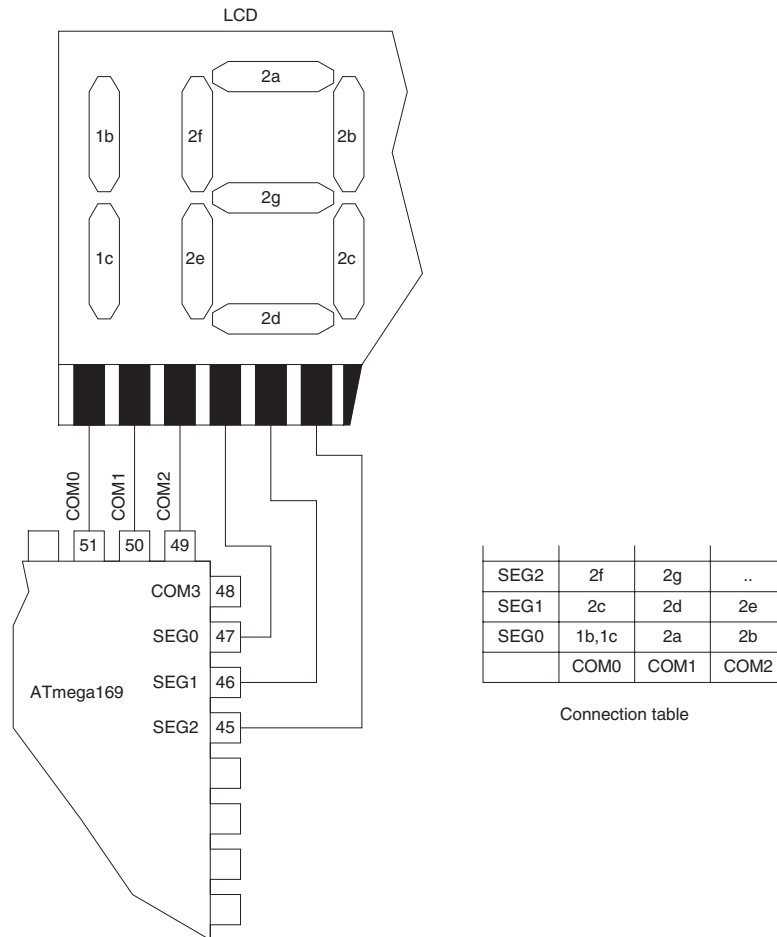 LCD
2a
1b 2f 2b
2g
1c 2e 2c
2d
COM0 COM1 COM2
51 50 49
COM3 48
SEG0 47
SEG1 46
ATmega169
SEG2 45
SEG2 2f 2g ..
SEG1 2c 2d 2e
SEG0 1b,1c 2a 2b
COM0 COM1 COM2
Connection table